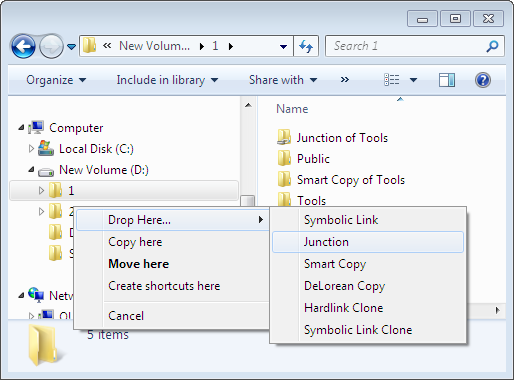 « New Volum... 1 Search 1
Organize Include in library Share with »
Name
Computer
Local Disk (C:)
New Volume (D:)
1
2
D
S
Netw
Junction of Tools
Public
Smart Copy of Tools
Tools
Drop Here...
Copy here
Move here
Create shortcuts here
Cancel
Symbolic Link
Junction
Smart Copy
DeLorean Copy
Hardlink Clone
Symbolic Link Clone
5 items